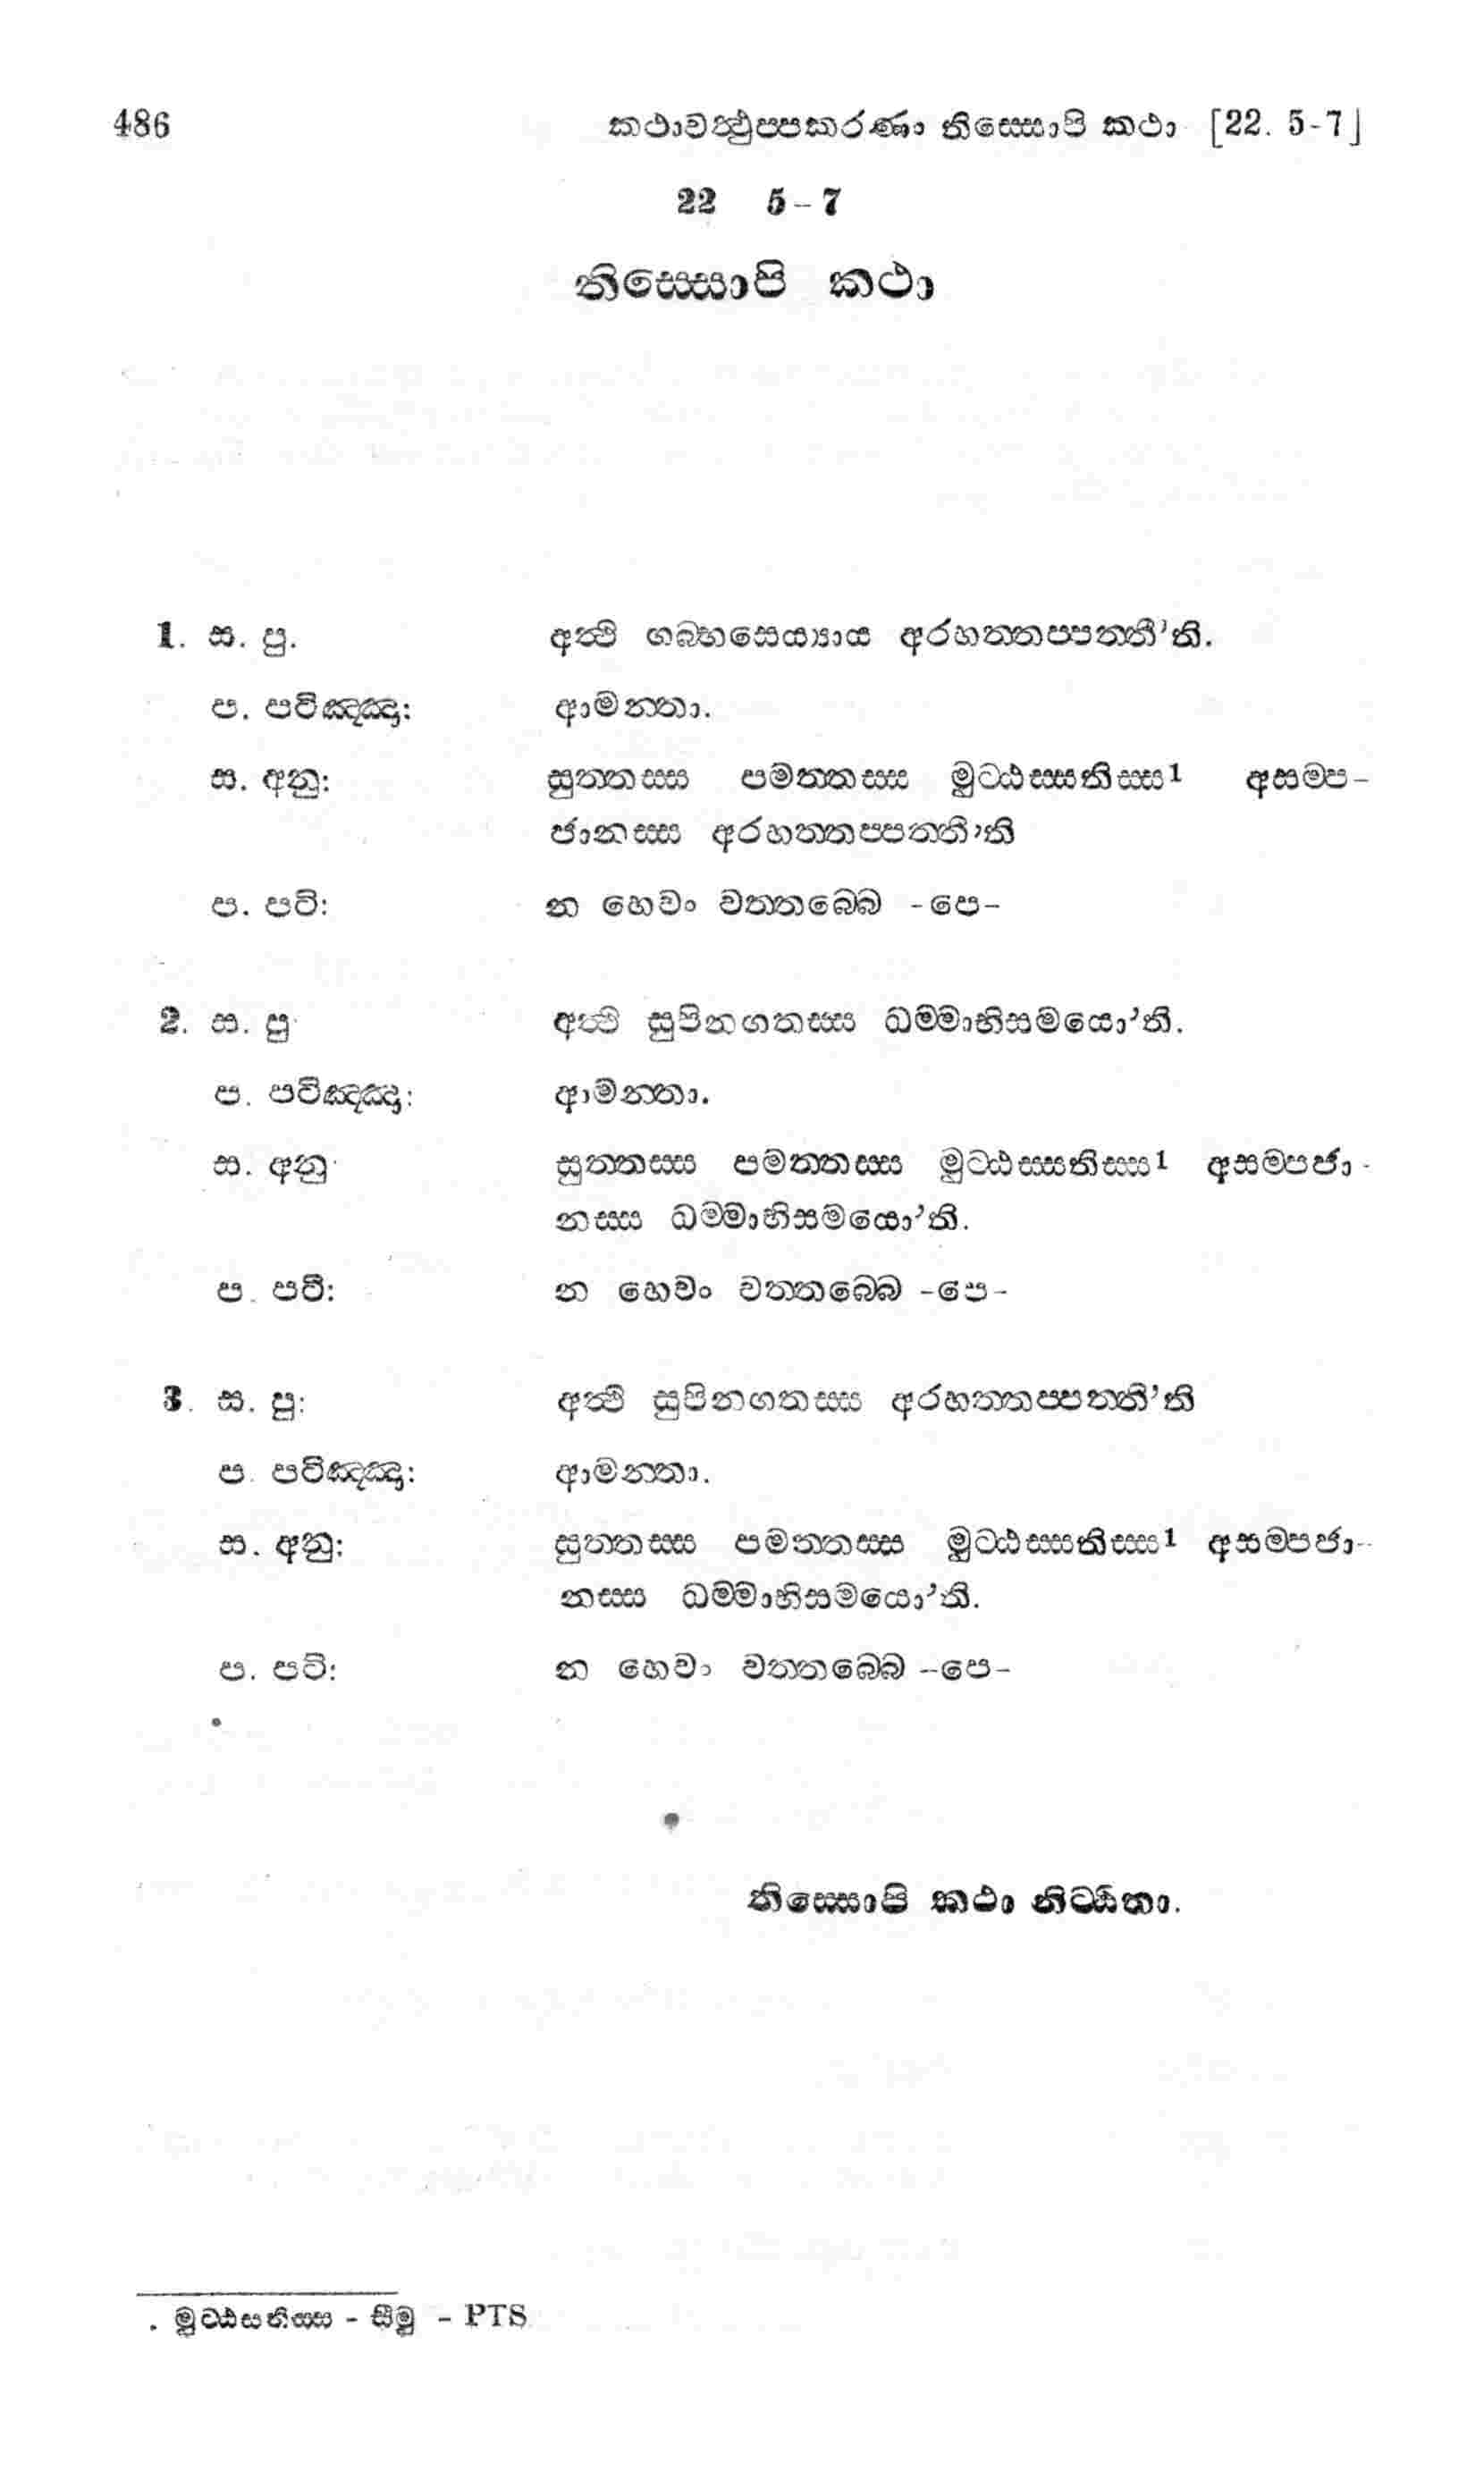 486 කථාවත්ථුප්පකරණං තිස්සොපි කථා [22. 5-7]
22 5-7
තිස්සොපි කථා
1. ස. පු. අත්ථි ගබ්භසෙය්‍යාය අරහත්තප්පත්තී’ති.
ප. පටිඤ්ඤා: ආමන්තා.
ස. අනු: සුත්තස්ස පමත්තස්ස මුට්ඨස්සතිස්ස1 අසම්ප-
ජානස්ස අරහත්තප්පත්තී’ති
ප. පටි: න හෙවං වත්තබ්බෙ -පෙ-
2. ස. පු අත්ථි සුපිනගතස්ස ධම්මාභිසමයො’ති.
ප. පටිඤ්ඤා: ආමන්තා.
ස. අනු සුත්තස්ස පමත්තස්ස මුට්ඨස්සතිස්ස1 අසම්පජා-
නස්ස ධම්මාභිසමයො’ති.
ප. පටි: න හෙවං වත්තබ්බෙ -පෙ-
3. ස. පු: අත්ථි සුපිනගතස්ස අරහත්තප්පත්තී’ති
ප. පටිඤ්ඤා: ආමන්තා.
ස. අනු: සුත්තස්ස පමත්තස්ස මුට්ඨස්සතිස්ස1 අසම්පජා-
නස්ස ධම්මාභිසමයො’ති.
ප. පටි: න හෙවං වත්තබ්බෙ -පෙ-
තිස්සොපි කථා නිට්ඨිතා.
. මුට්ඨසතිස්ස - සීමු - PTS